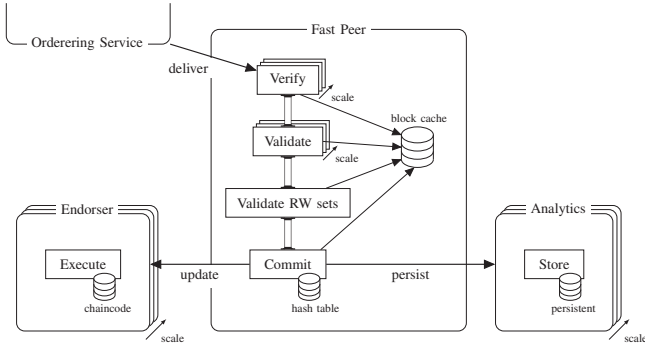 Fast Peer
Orderering Service
deliver
Verify
scale
block cache
Validate
scale
Validate RW sets
Endorser
Analytics
Execute
update
Commit
persist
Store
chaincode
hash table
persistent
scale
scale